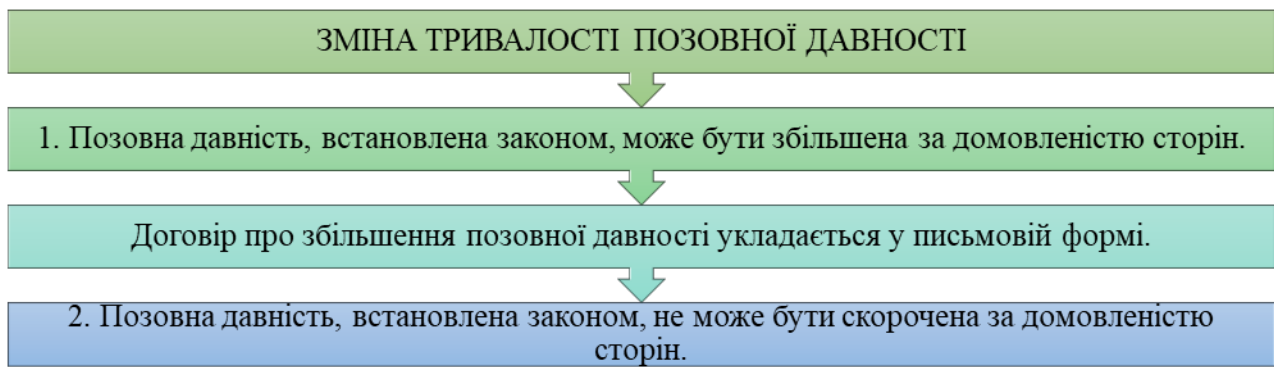 ЗМІНА ТРИВАЛОСТІ ПОЗОВНОЇ ДАВНОСТІ
1. Позовна давність, встановлена законом, може бути збільшена за домовленістю сторін.
Договір про збільшення позовної давності укладається у письмовій формі.
2. Позовна давність, встановлена законом, не може бути скорочена за домовленістю
сторін.